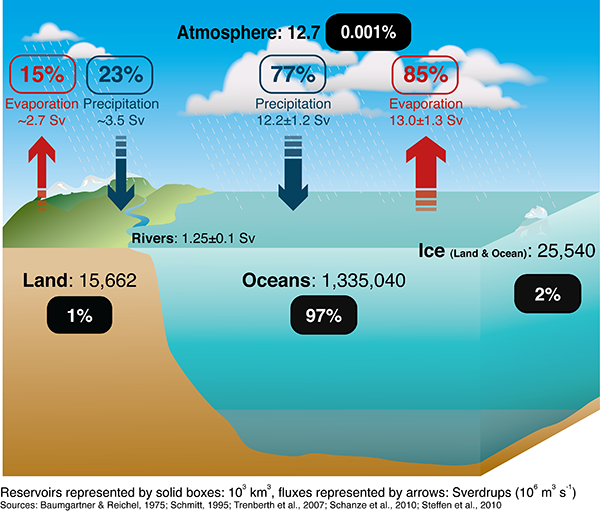 Atmosphere: 12.7 0.001%
15% 23% 77% 85%
Evaporation Precipitation Precipitation Evaporation
~2.7 Sv ~3.5 Sv 12.2±1.2 Sv 13.0±1.3 Sv
Rivers: 1.25±0.1 Sv
Ice (Land & Ocean): 25,540
Land: 15,662 Oceans: 1,335,040
1% 97% 2%
Reservoirs represented by solid boxes: 10³ km³, fluxes represented by arrows: Sverdrups (10⁶ m³ s⁻¹)
Sources: Baumgartner & Reichel, 1975; Schmitt, 1995; Trenberth et al., 2007; Schanze et al., 2010; Steffen et al., 2010